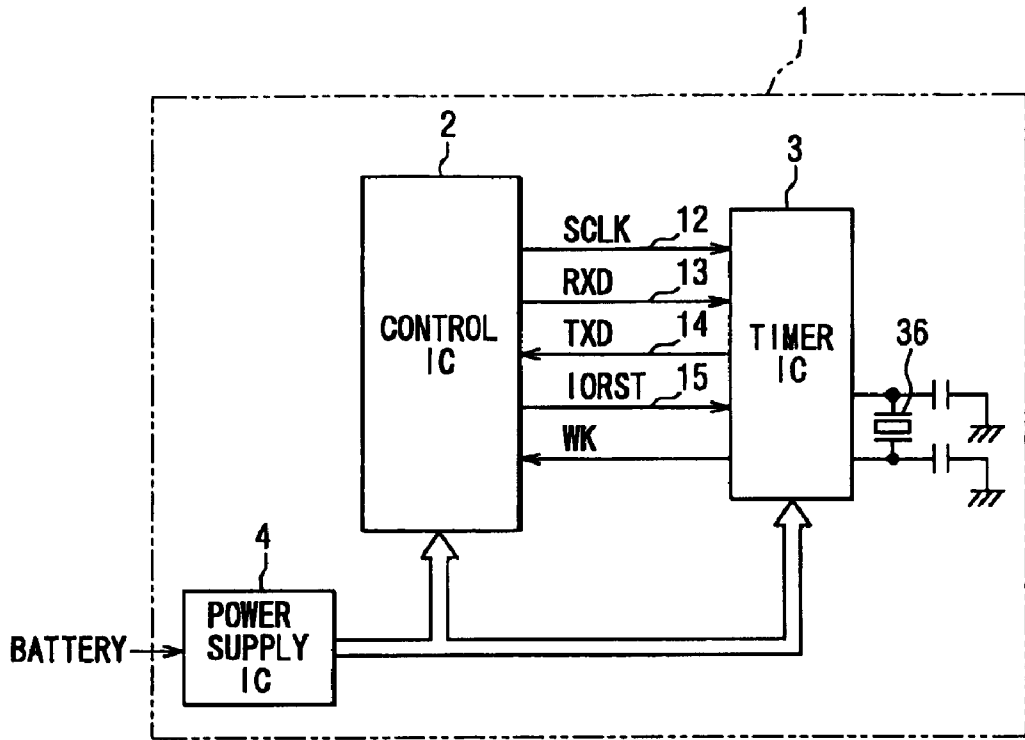 1
2
3
SCLK 12
RXD 13
CONTROL IC
TXD 14
TIMER IC
36
IORST 15
WK
4
BATTERY
POWER
SUPPLY
IC